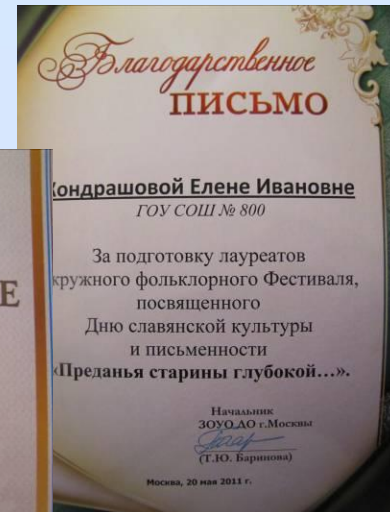 Благодарственное
ПИСЬМО
Кондрашовой Елене Ивановне
ГОУ СОШ № 800
За подготовку лауреатов
кружного фольклорного Фестиваля,
посвященного
Дню славянской культуры
и письменности
«Преданья старины глубокой…».
Начальник
ЗОУО ДО г.Москвы
(Т.Ю. Баринова)
Москва, 20 мая 2011 г.
Е